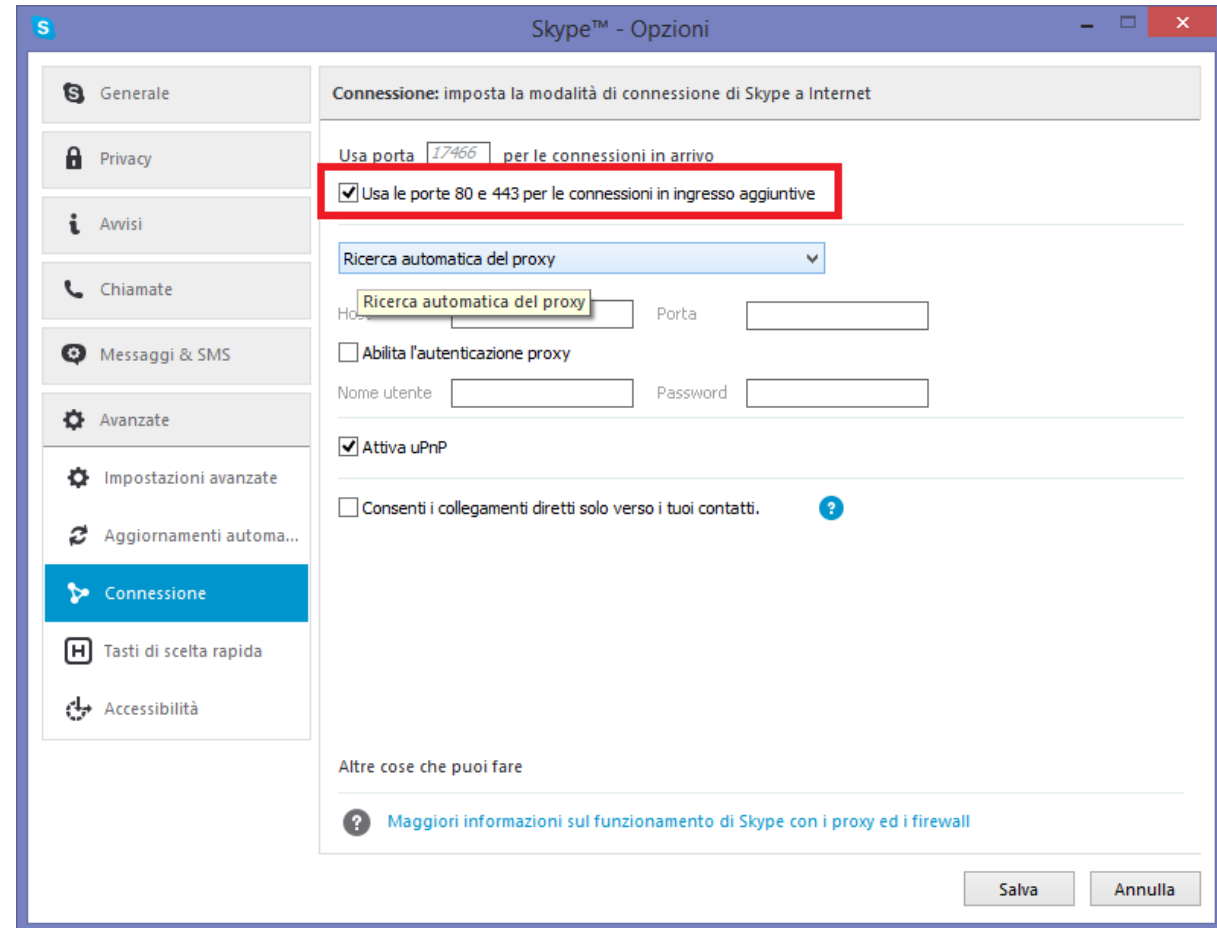 Skype™ - Opzioni
Generale
Privacy
Avvisi
Chiamate
Messaggi & SMS
Avanzate
Impostazioni avanzate
Aggiornamenti automa...
Connessione
Tasti di scelta rapida
Accessibilità
Connessione: imposta la modalità di connessione di Skype a Internet
Usa porta 17466 per le connessioni in arrivo
Usa le porte 80 e 443 per le connessioni in ingresso aggiuntive
Ricerca automatica del proxy
Ricerca automatica del proxy
Porta
Abilita l'autenticazione proxy
Nome utente Password
Attiva uPnP
Consenti i collegamenti diretti solo verso i tuoi contatti.
Altre cose che puoi fare
Maggiori informazioni sul funzionamento di Skype con i proxy ed i firewall
Salva Annulla